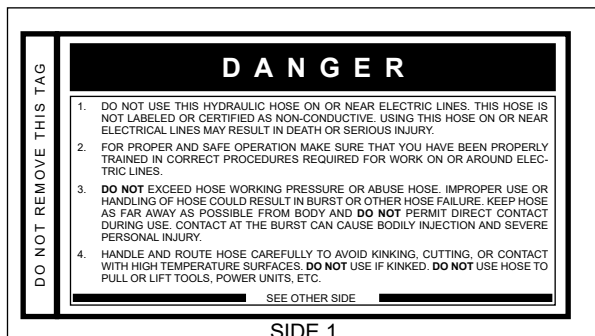 DO NOT REMOVE THIS TAG
DANGER
1. DO NOT USE THIS HYDRAULIC HOSE ON OR NEAR ELECTRIC LINES. THIS HOSE IS
NOT LABELED OR CERTIFIED AS NON-CONDUCTIVE. USING THIS HOSE ON OR NEAR
ELECTRICAL LINES MAY RESULT IN DEATH OR SERIOUS INJURY.
2. FOR PROPER AND SAFE OPERATION MAKE SURE THAT YOU HAVE BEEN PROPERLY
TRAINED IN CORRECT PROCEDURES REQUIRED FOR WORK ON OR AROUND ELEC-
TRIC LINES.
3. DO NOT EXCEED HOSE WORKING PRESSURE OR ABUSE HOSE. IMPROPER USE OR
HANDLING OF HOSE COULD RESULT IN BURST OR OTHER HOSE FAILURE. KEEP HOSE
AS FAR AWAY AS POSSIBLE FROM BODY AND DO NOT PERMIT DIRECT CONTACT
DURING USE. CONTACT AT THE BURST CAN CAUSE BODILY INJECTION AND SEVERE
PERSONAL INJURY.
4. HANDLE AND ROUTE HOSE CAREFULLY TO AVOID KINKING, CUTTING, OR CONTACT
WITH HIGH TEMPERATURE SURFACES. DO NOT USE IF KINKED. DO NOT USE HOSE TO
PULL OR LIFT TOOLS, POWER UNITS, ETC.
SEE OTHER SIDE
SIDE 1